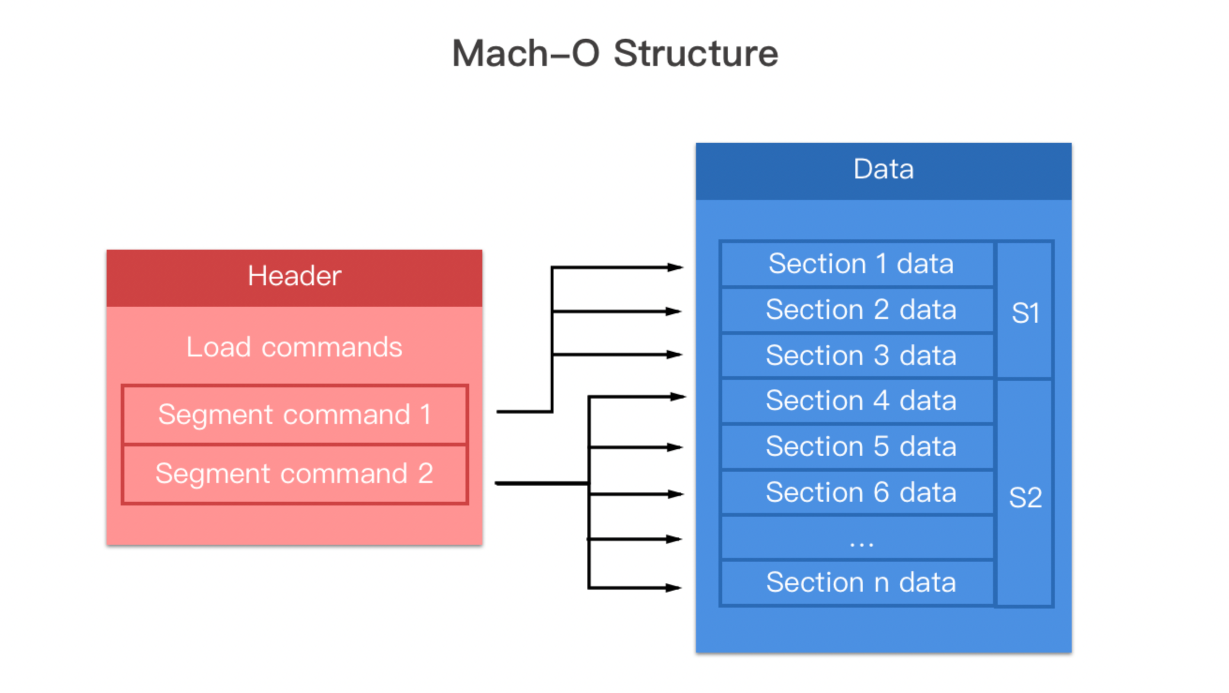 Mach–O Structure
Header
Load commands
Segment command 1
Segment command 2
Data
Section 1 data
Section 2 data
Section 3 data
S1
Section 4 data
Section 5 data
Section 6 data
...
Section n data
S2